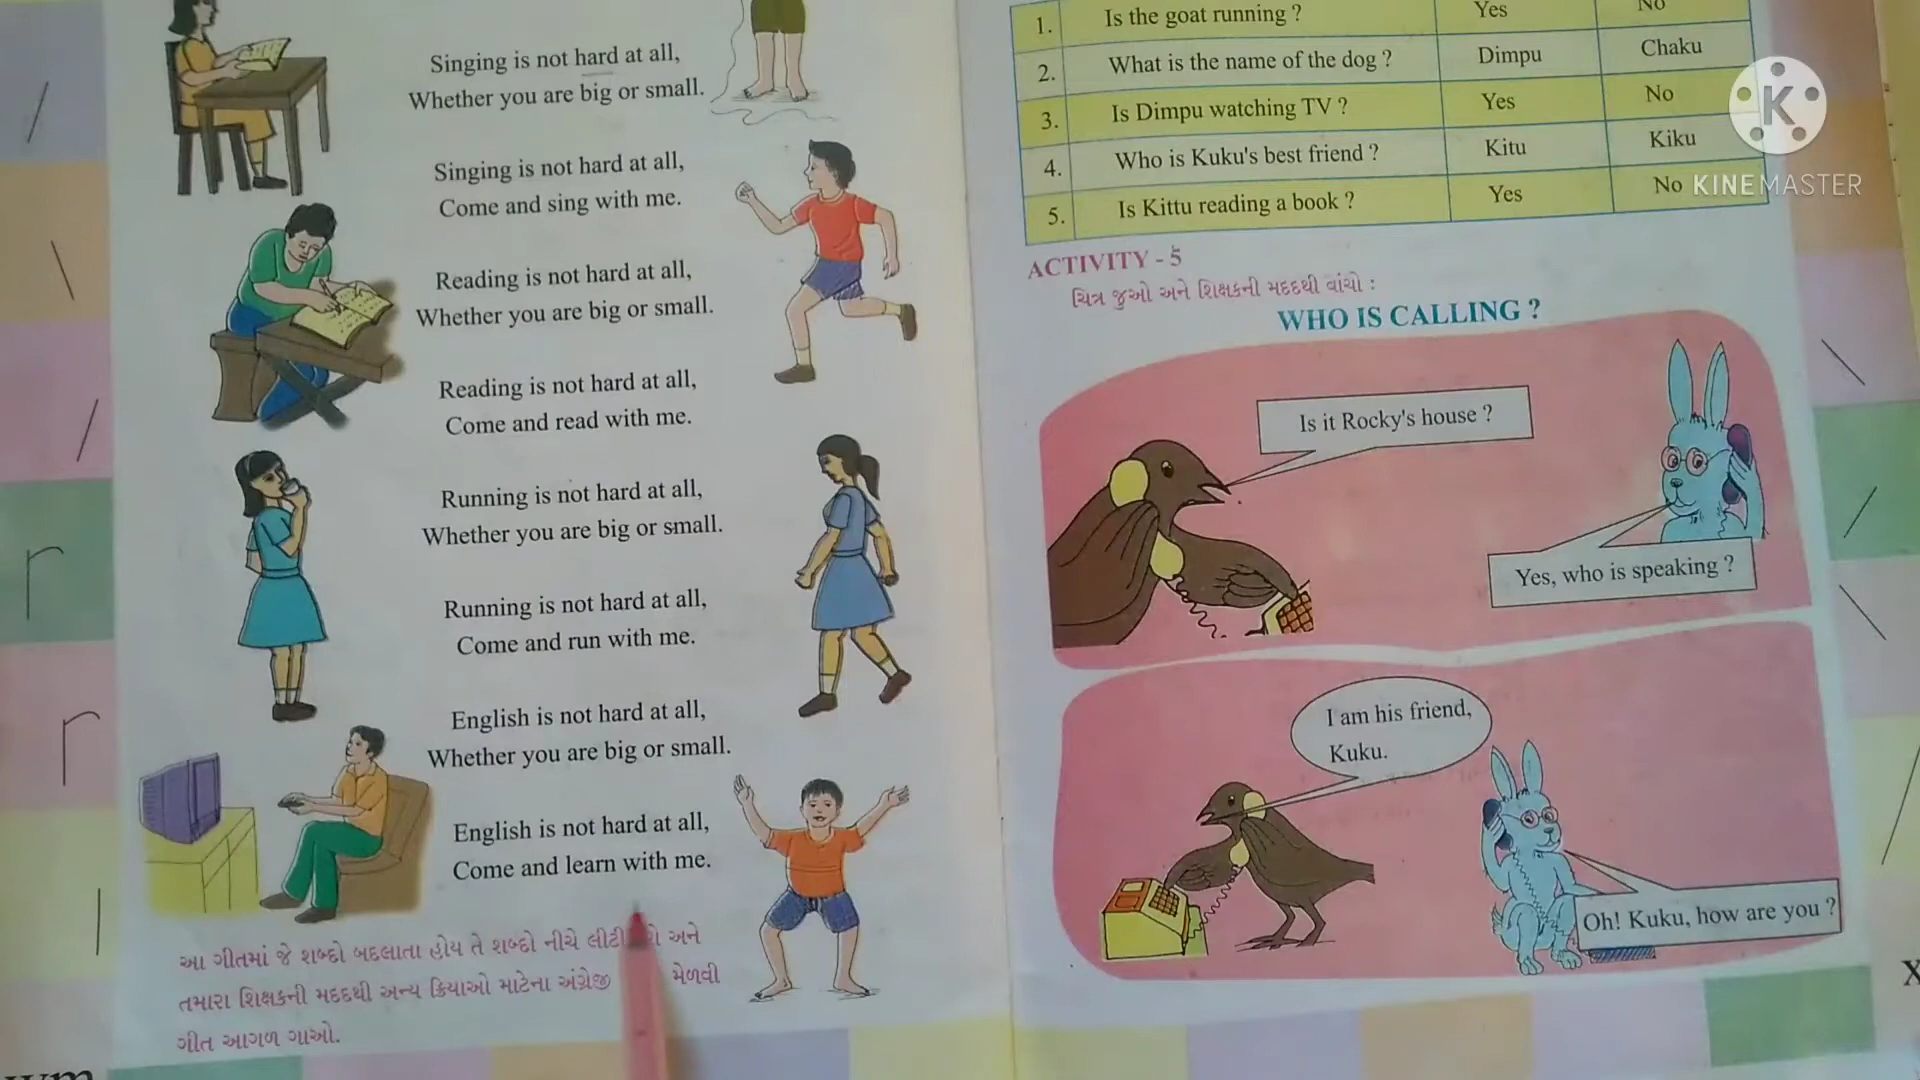 Singing is not hard at all,
Whether you are big or small.
Singing is not hard at all,
Come and sing with me.
Reading is not hard at all,
Whether you are big or small.
Reading is not hard at all,
Come and read with me.
Running is not hard at all,
Whether you are big or small.
Running is not hard at all,
Come and run with me.
English is not hard at all,
Whether you are big or small.
English is not hard at all,
Come and learn with me.
આ ગીતમાં જે શબ્દો બદલાતા હોય તે શબ્દો નીચે અને
તમારા શિક્ષકની મદદથી અન્ય ક્રિયાઓ માટેના અંગ્રેજી મેળવી
ગીત આગળ ગાઓ.
1. Is the goat running ? Yes No
2. What is the name of the dog ? Dimpu Chaku
3. Is Dimpu watching TV ? Yes No
4. Who is Kuku's best friend ? Kitu Kiku
5. Is Kittu reading a book ? Yes No
K
KINEMASTER
ACTIVITY - 5
ચિત્ર જુઓ અને શિક્ષકની મદદથી વાંચો :
WHO IS CALLING ?
Is it Rocky's house ?
Yes, who is speaking ?
I am his friend,
Kuku.
Oh! Kuku, how are you ?
r
r
X